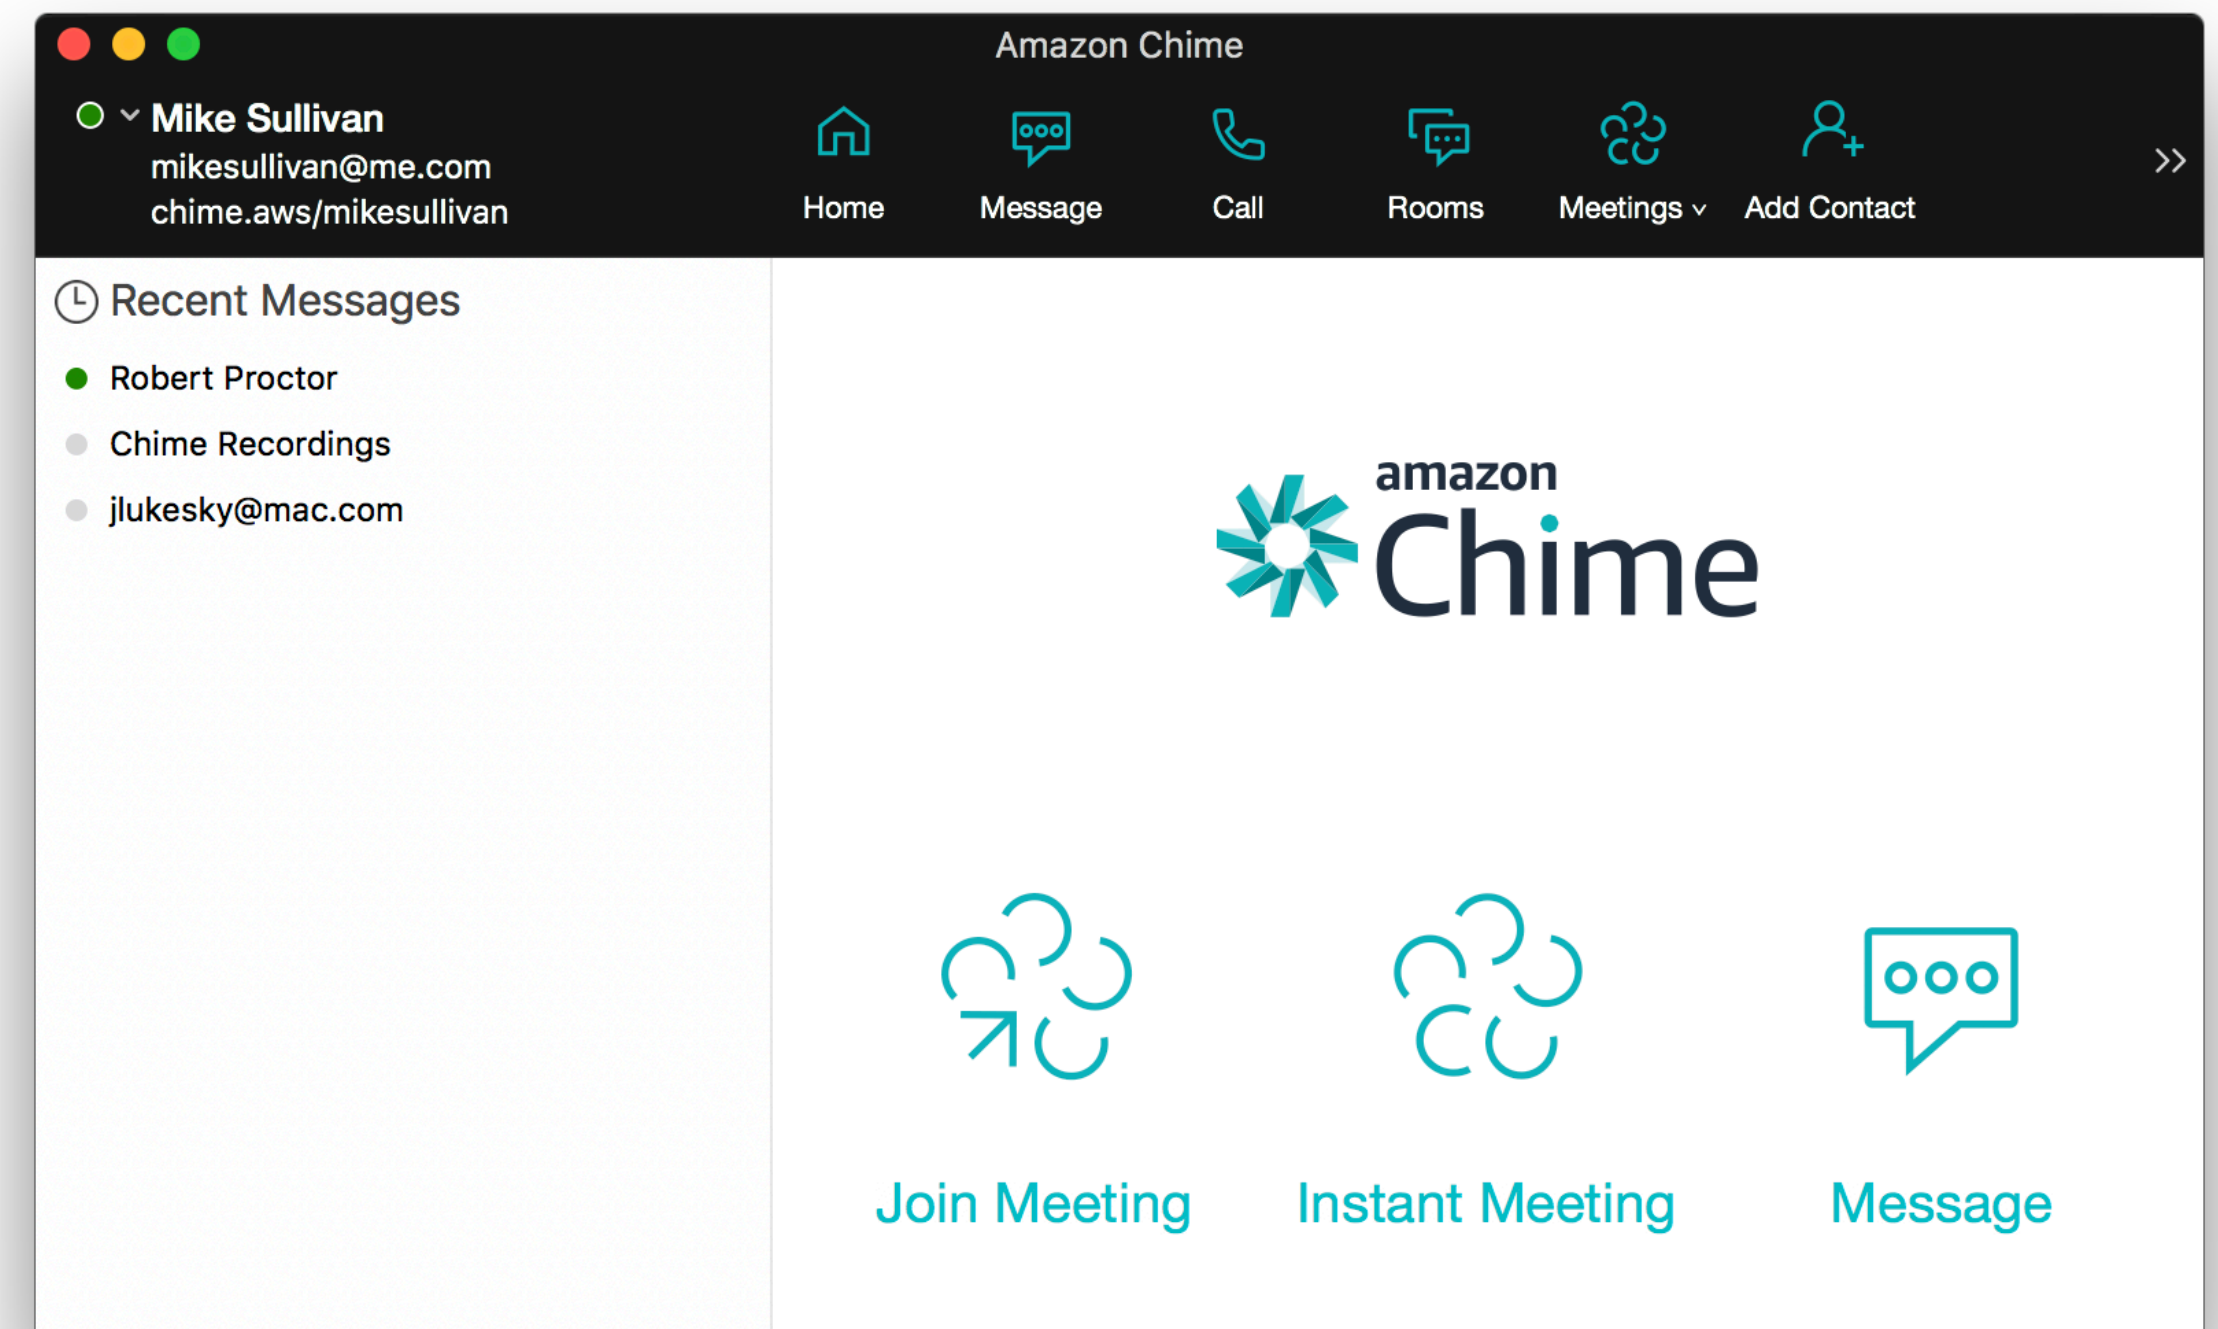 Amazon Chime
Mike Sullivan
mikesullivan@me.com
chime.aws/mikesullivan
Home
Message
Call
Rooms
Meetings
Add Contact
Recent Messages
Robert Proctor
Chime Recordings
jlukesky@mac.com
amazon
Chime
Join Meeting
Instant Meeting
Message